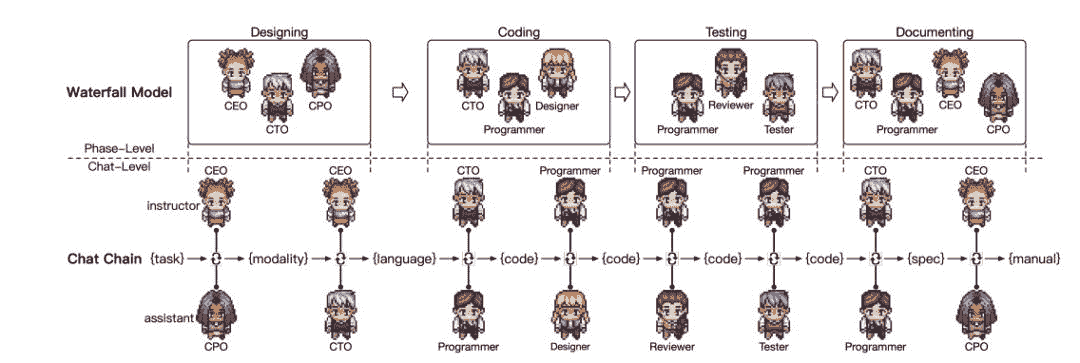 Designing Coding Testing Documenting
Waterfall Model
CEO CPO
CTO
CTO Designer
Programmer
Reviewer
Programmer Tester
CTO CEO
Programmer CPO
Phase-Level
Chat-Level
CEO CEO CTO Programmer Programmer Programmer CTO CEO
instructor
Chat Chain {task} {modality} {language} {code} {code} {code} {code} {spec} {manual}
assistant
CPO CTO Programmer Designer Reviewer Tester Programmer CPO